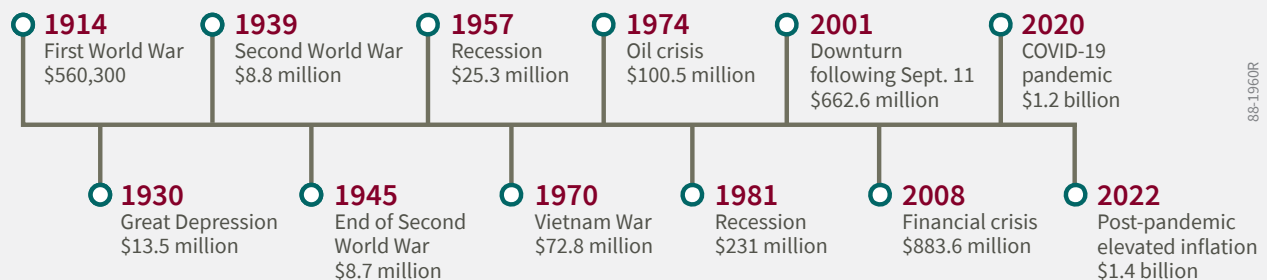 1914
First World War
$560,300
1939
Second World War
$8.8 million
1957
Recession
$25.3 million
1974
Oil crisis
$100.5 million
2001
Downturn
following Sept. 11
$662.6 million
2020
COVID-19
pandemic
$1.2 billion
88-1960R
1930
Great Depression
$13.5 million
1945
End of Second
World War
$8.7 million
1970
Vietnam War
$72.8 million
1981
Recession
$231 million
2008
Financial crisis
$883.6 million
2022
Post-pandemic
elevated inflation
$1.4 billion